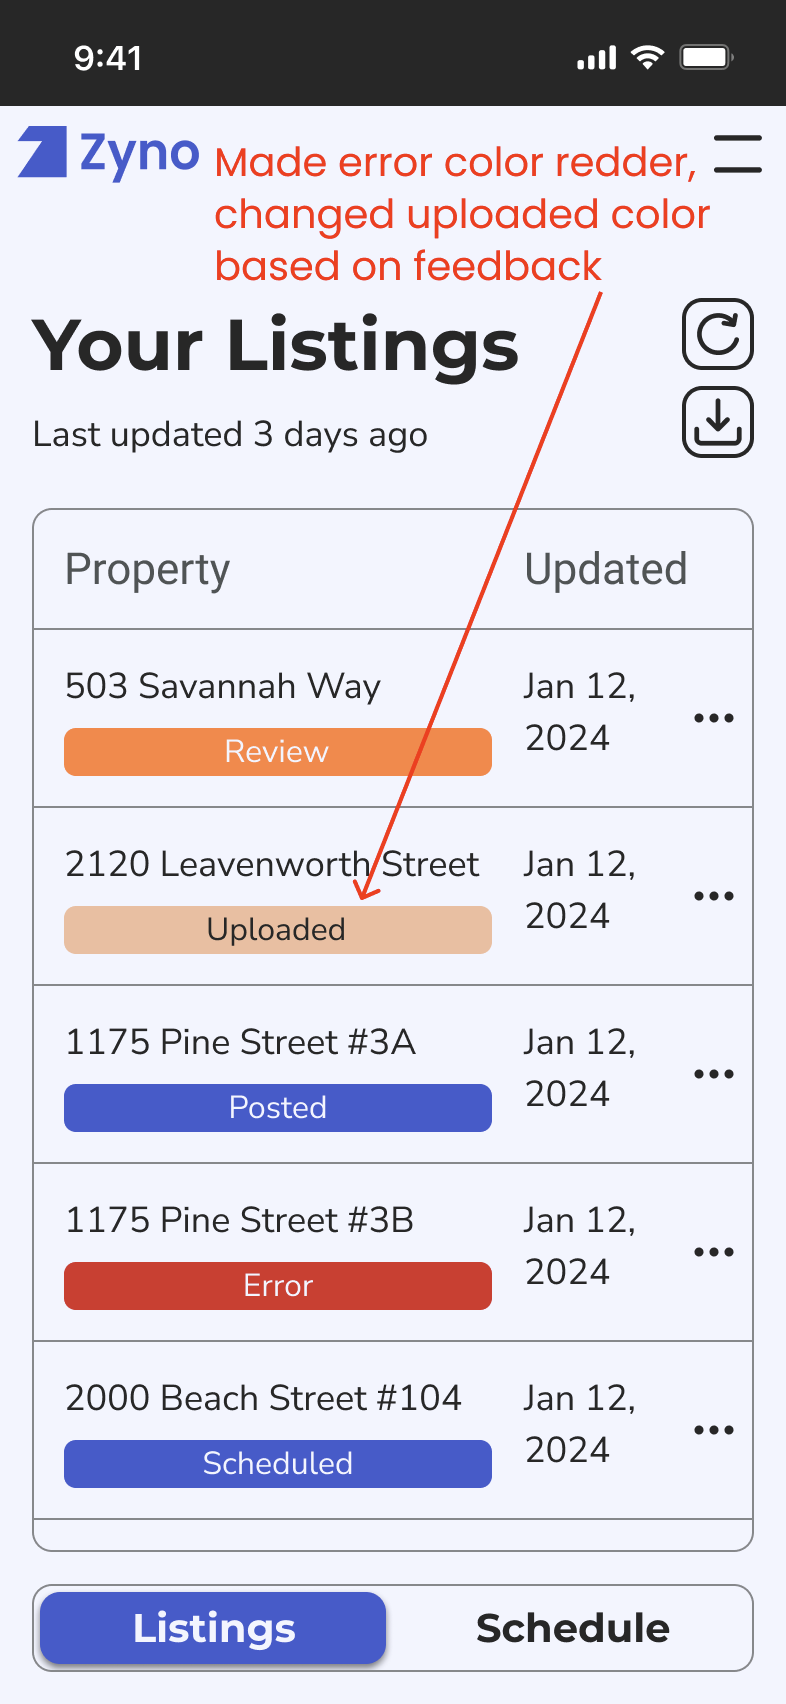 9:41
Zyno
Made error color redder,
changed uploaded color
based on feedback
Your Listings
Last updated 3 days ago
Property Updated
503 Savannah Way Jan 12,
2024
Review
2120 Leavenworth Street Jan 12,
2024
Uploaded
1175 Pine Street #3A Jan 12,
2024
Posted
1175 Pine Street #3B Jan 12,
2024
Error
2000 Beach Street #104 Jan 12,
2024
Scheduled
Listings Schedule